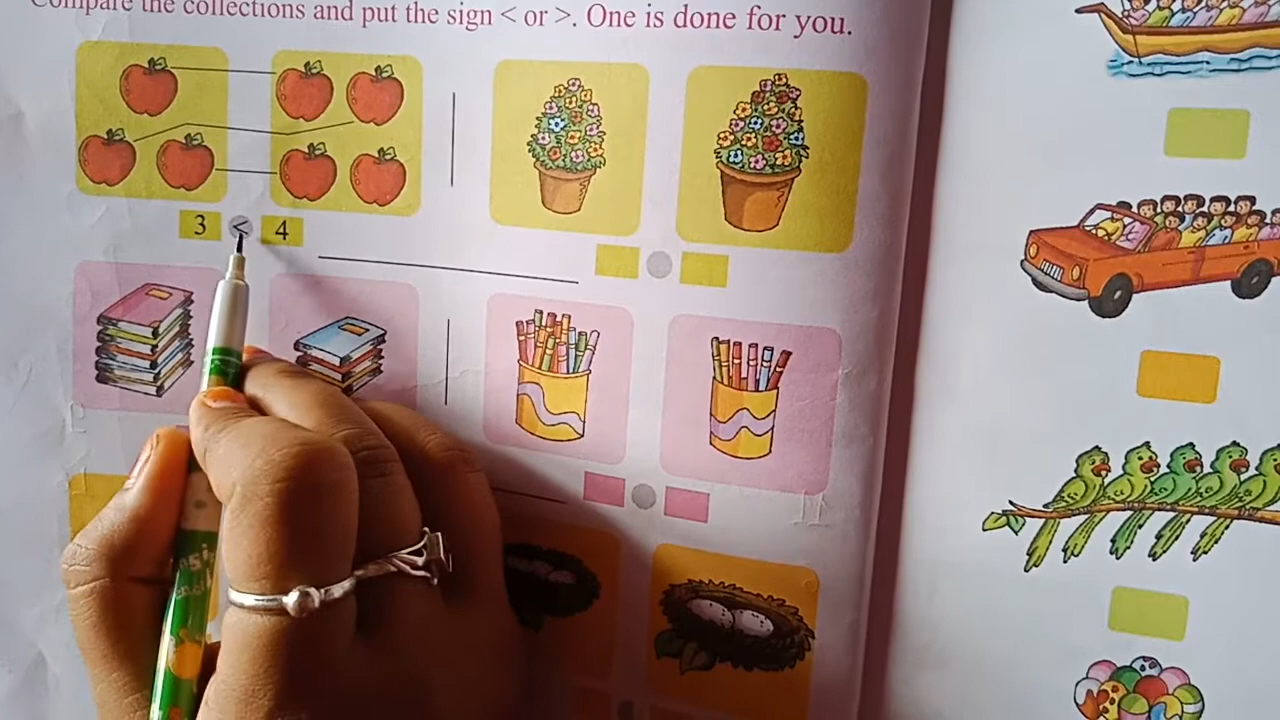 Compare the collections and put the sign < or >. One is done for you.
3 < 4